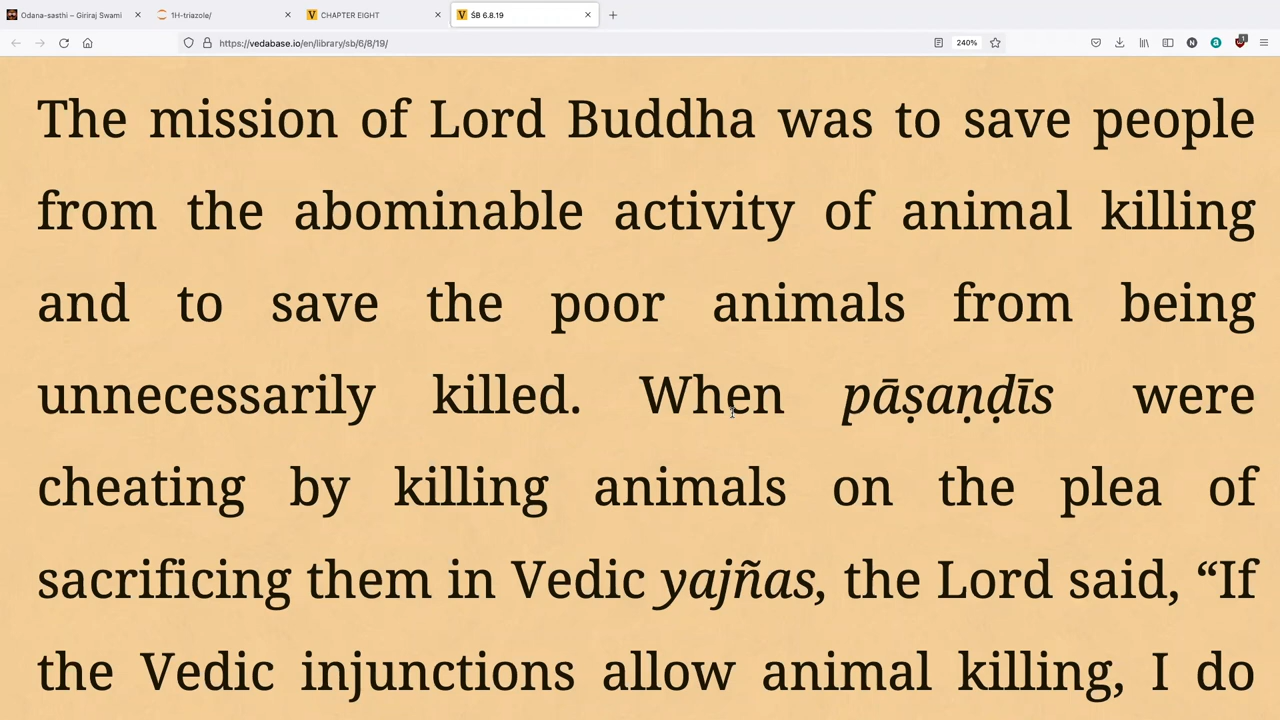 Odana-sasthi – Giriraj Swami
1H-triazole/
CHAPTER EIGHT
ŚB 6.8.19
https://vedabase.io/en/library/sb/6/8/19/
240%
The mission of Lord Buddha was to save people
from the abominable activity of animal killing
and to save the poor animals from being
unnecessarily killed. When pāṣaṇḍīs were
cheating by killing animals on the plea of
sacrificing them in Vedic yajñas, the Lord said, “If
the Vedic injunctions allow animal killing, I do